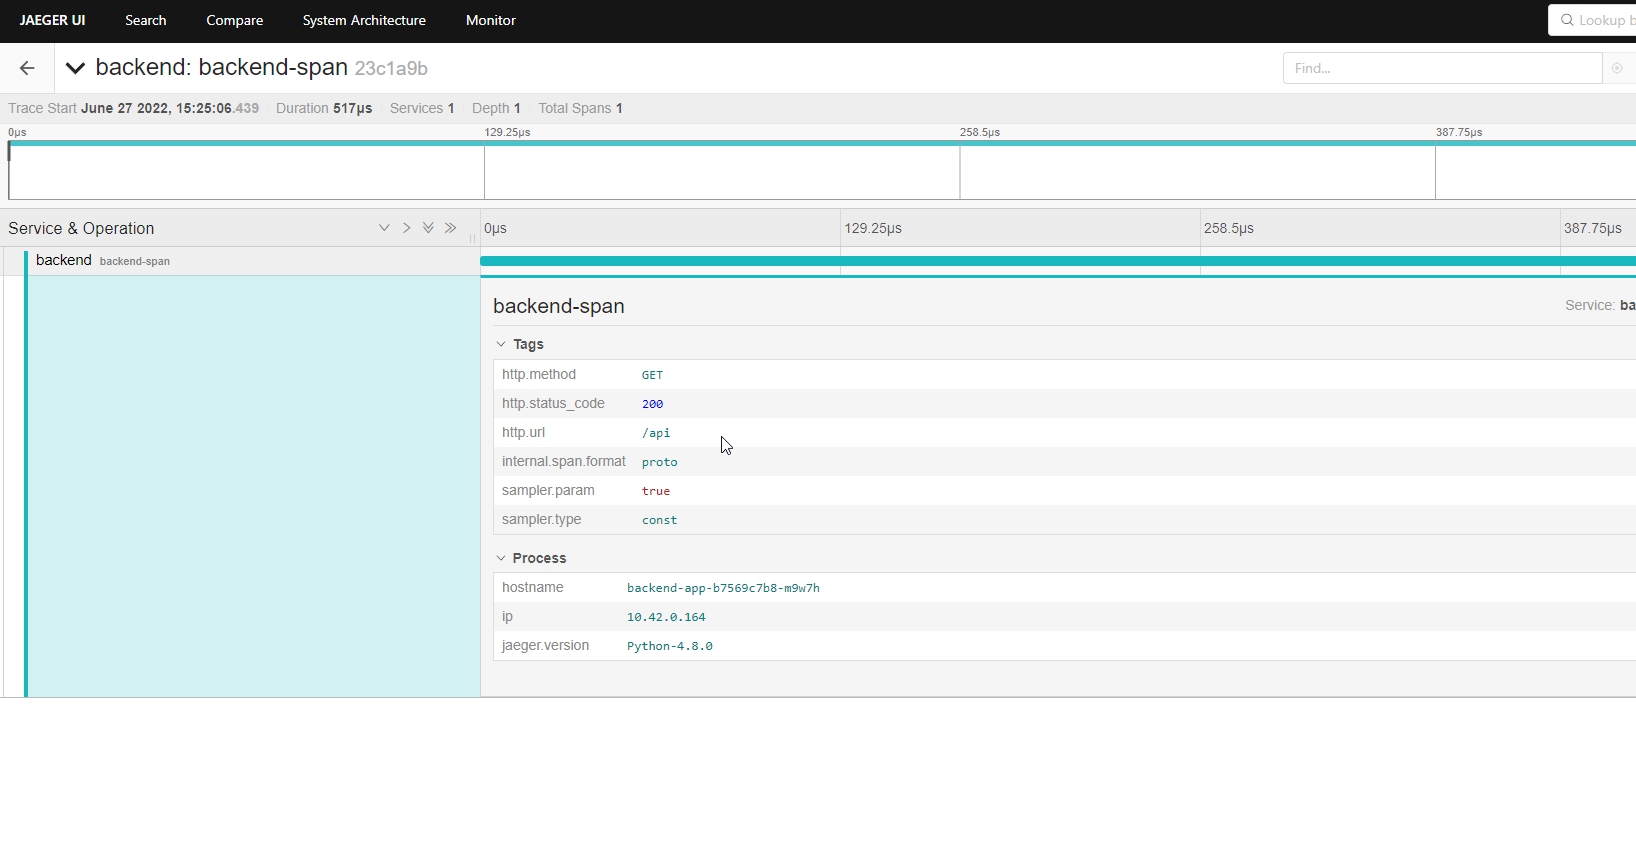 JAEGER UI Search Compare System Architecture Monitor Lookup b
backend: backend-span 23c1a9b Find...
Trace Start June 27 2022, 15:25:06.439 Duration 517μs Services 1 Depth 1 Total Spans 1
0μs 129.25μs 258.5μs 387.75μs
Service & Operation 0μs 129.25μs 258.5μs 387.75μs
backend backend-span
backend-span Service: ba
Tags
http.method GET
http.status_code 200
http.url /api
internal.span.format proto
sampler.param true
sampler.type const
Process
hostname backend-app-b7569c7b8-m9w7h
ip 10.42.0.164
jaeger.version Python-4.8.0